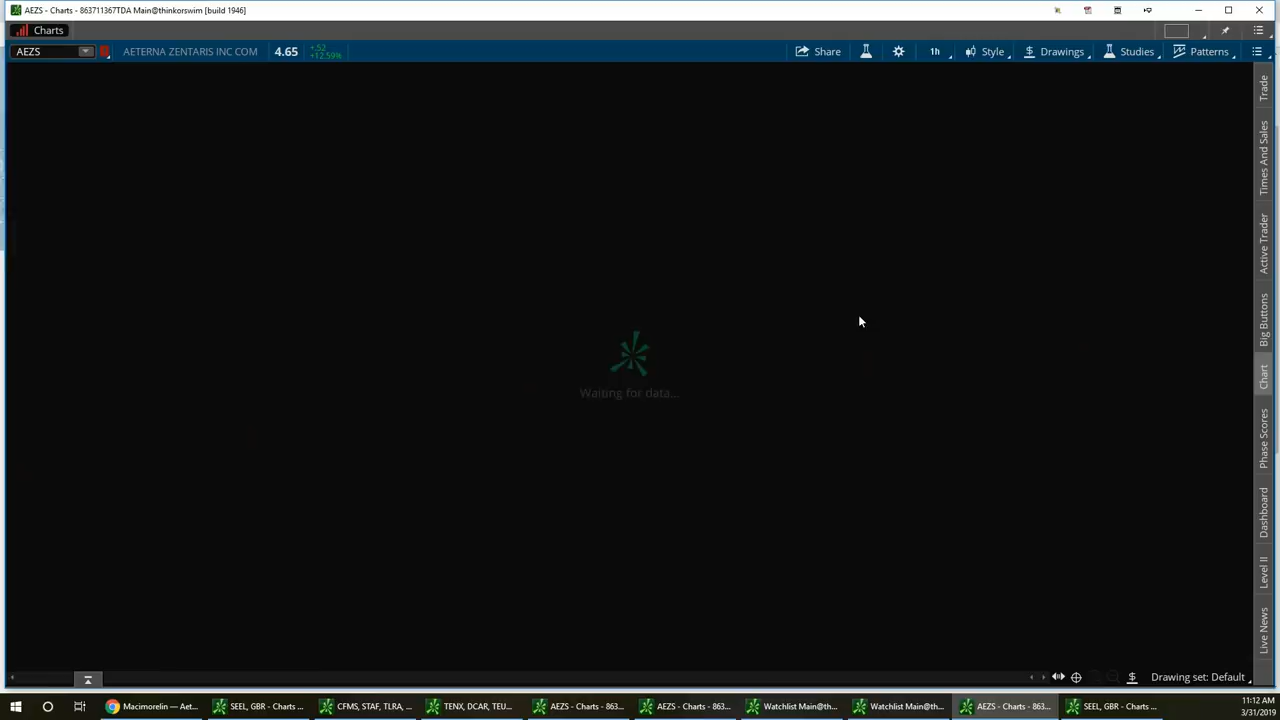 AEZS - Charts - 863711367TDA Main@thinkorswim [build 1946]
Charts
AEZS
AETERNA ZENTARIS INC COM
4.65
+.52
+12.59%
Share
1h
Style
Drawings
Studies
Patterns
Trade
Times And Sales
Active Trader
Big Buttons
Chart
Phase Scores
Dashboard
Level II
Live News
Waiting for data...
Drawing set: Default
Macimorelin — Aet...
SEEL, GBR - Charts ...
CFMS, STAF, TLRA, ...
TENX, DCAR, TEU...
AEZS - Charts - 863...
AEZS - Charts - 863...
Watchlist Main@th...
Watchlist Main@th...
AEZS - Charts - 863...
SEEL, GBR - Charts ...
11:12 AM
3/31/2019